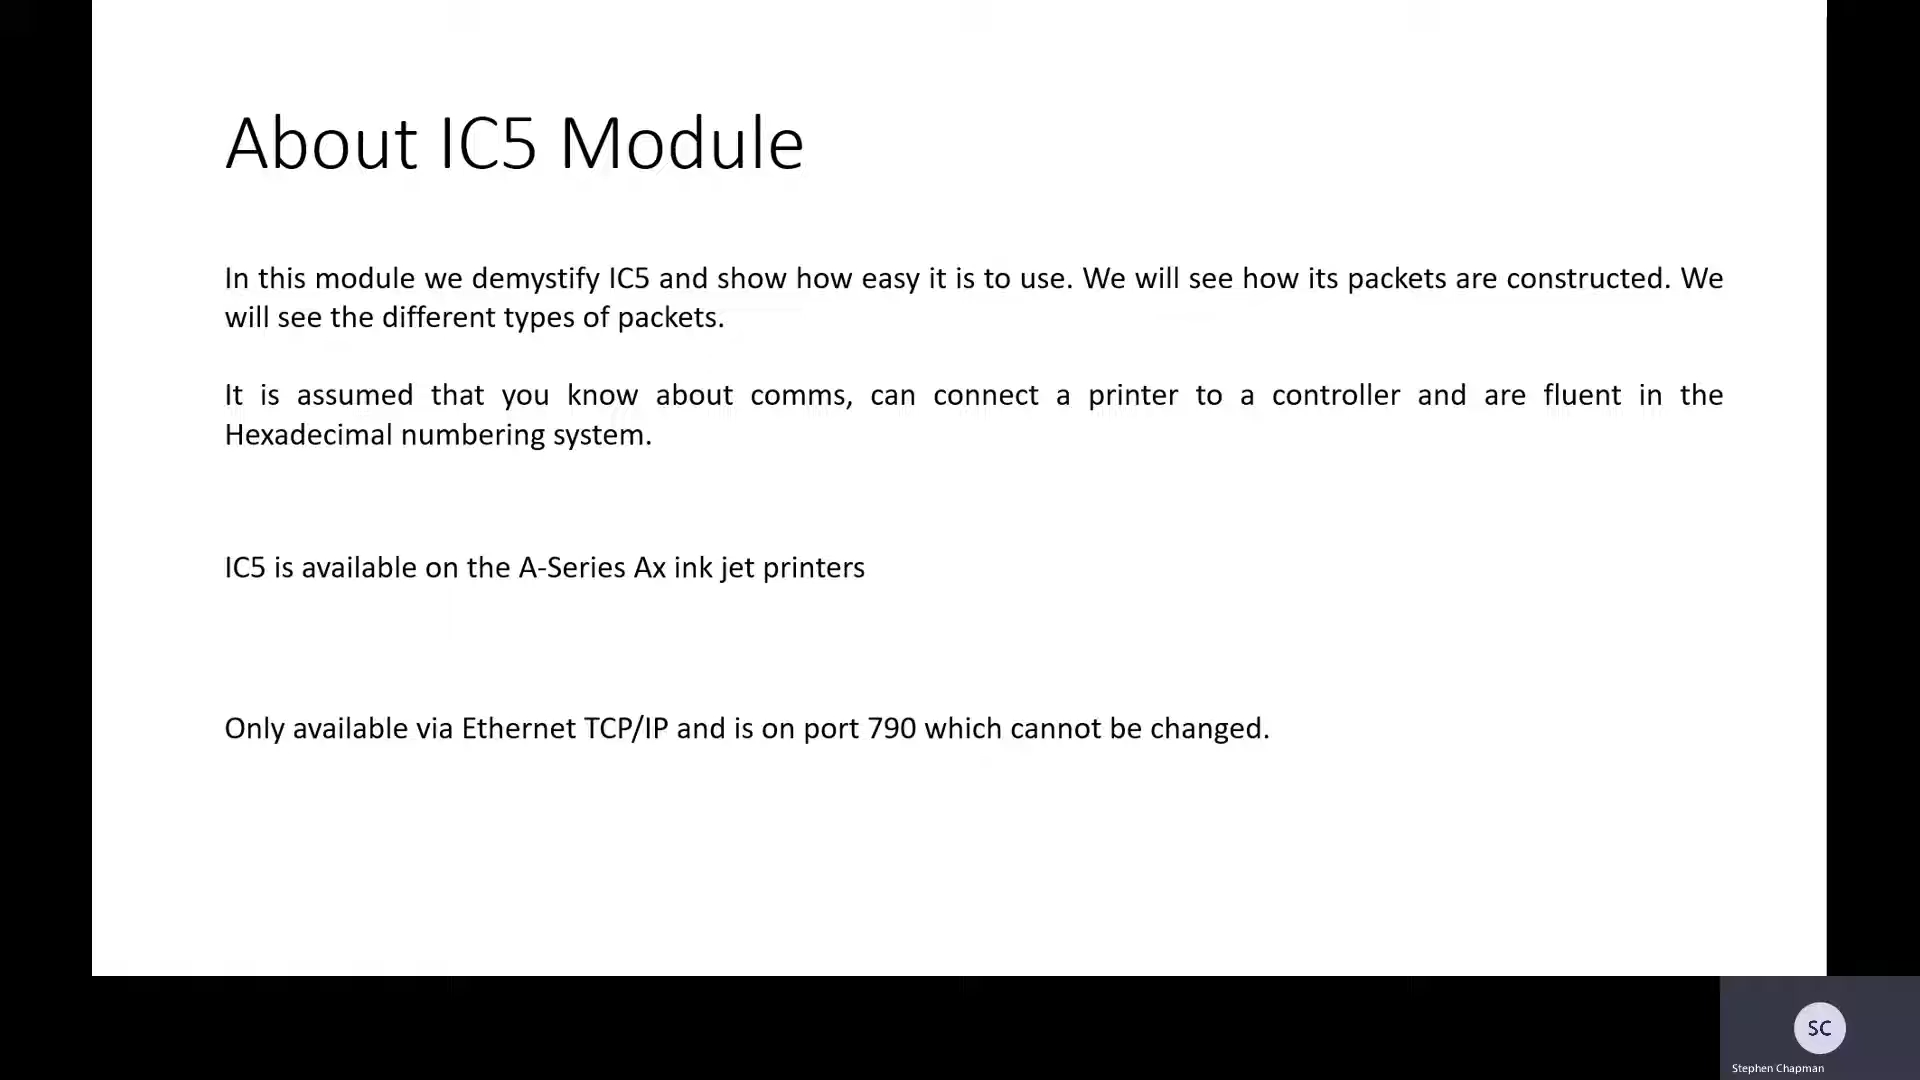 About IC5 Module
In this module we demystify IC5 and show how easy it is to use. We will see how its packets are constructed. We
will see the different types of packets.
It is assumed that you know about comms, can connect a printer to a controller and are fluent in the
Hexadecimal numbering system.
IC5 is available on the A-Series Ax ink jet printers
Only available via Ethernet TCP/IP and is on port 790 which cannot be changed.
SC
Stephen Chapman